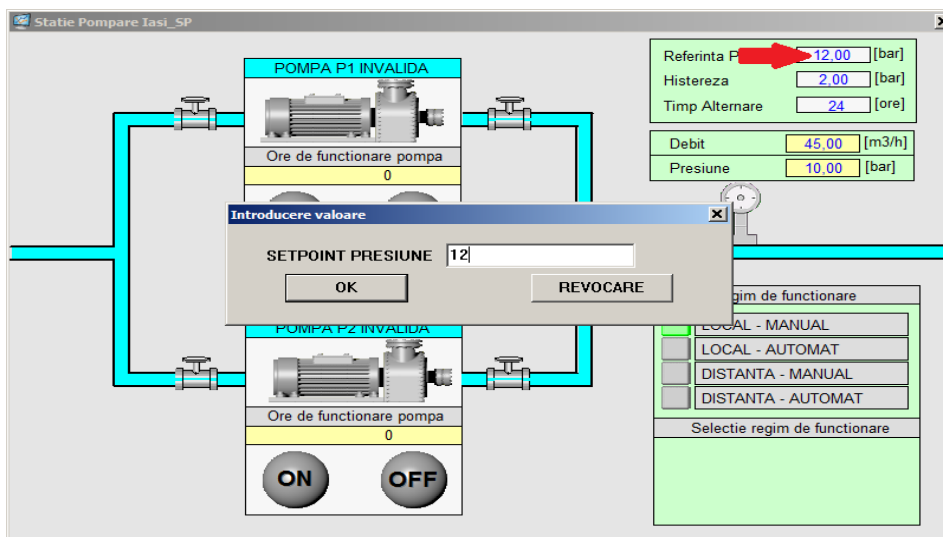 Statie Pompare Iasi_SP
POMPA P1 INVALIDA
Ore de functionare pompa
0
Referinta P
12,00 [bar]
Histereza 2,00 [bar]
Timp Alternare 24 [ore]
Debit 45,00 [m3/h]
Presiune 10,00 [bar]
Introducere valoare
SETPOINT PRESIUNE 12
OK REVOCARE
POMPA P2 INVALIDA
Ore de functionare pompa
0
ON OFF
gim de functionare
LOCAL - MANUAL
LOCAL - AUTOMAT
DISTANTA - MANUAL
DISTANTA - AUTOMAT
Selectie regim de functionare